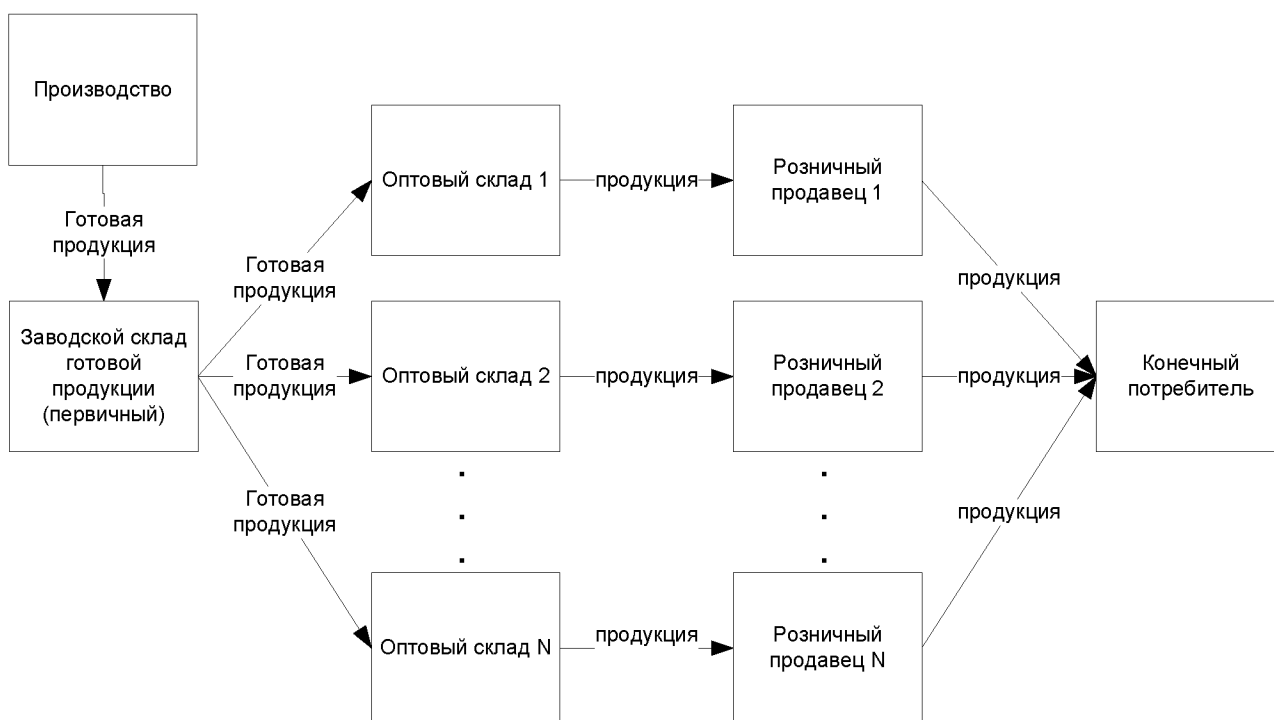 Производство
Готовая
продукция
Заводской склад
готовой
продукции
(первичный)
Готовая
продукция
Готовая
продукция
Готовая
продукция
Оптовый склад 1
продукция
Розничный
продавец 1
продукция
Оптовый склад 2
продукция
Розничный
продавец 2
продукция
Оптовый склад N
продукция
Розничный
продавец N
продукция
Конечный
потребитель